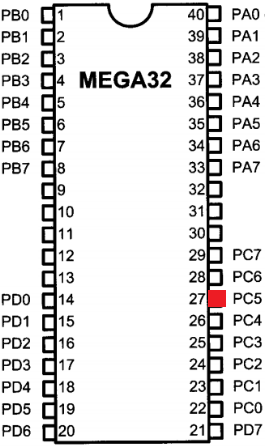 PB0 1 40 PA0
PB1 2 39 PA1
PB2 3 38 PA2
PB3 4 MEGA32 37 PA3
PB4 5 36 PA4
PB5 6 35 PA5
PB6 7 34 PA6
PB7 8 33 PA7
9 32
10 31
11 30
12 29 PC7
13 28 PC6
PD0 14 27 PC5
PD1 15 26 PC4
PD2 16 25 PC3
PD3 17 24 PC2
PD4 18 23 PC1
PD5 19 22 PC0
PD6 20 21 PD7